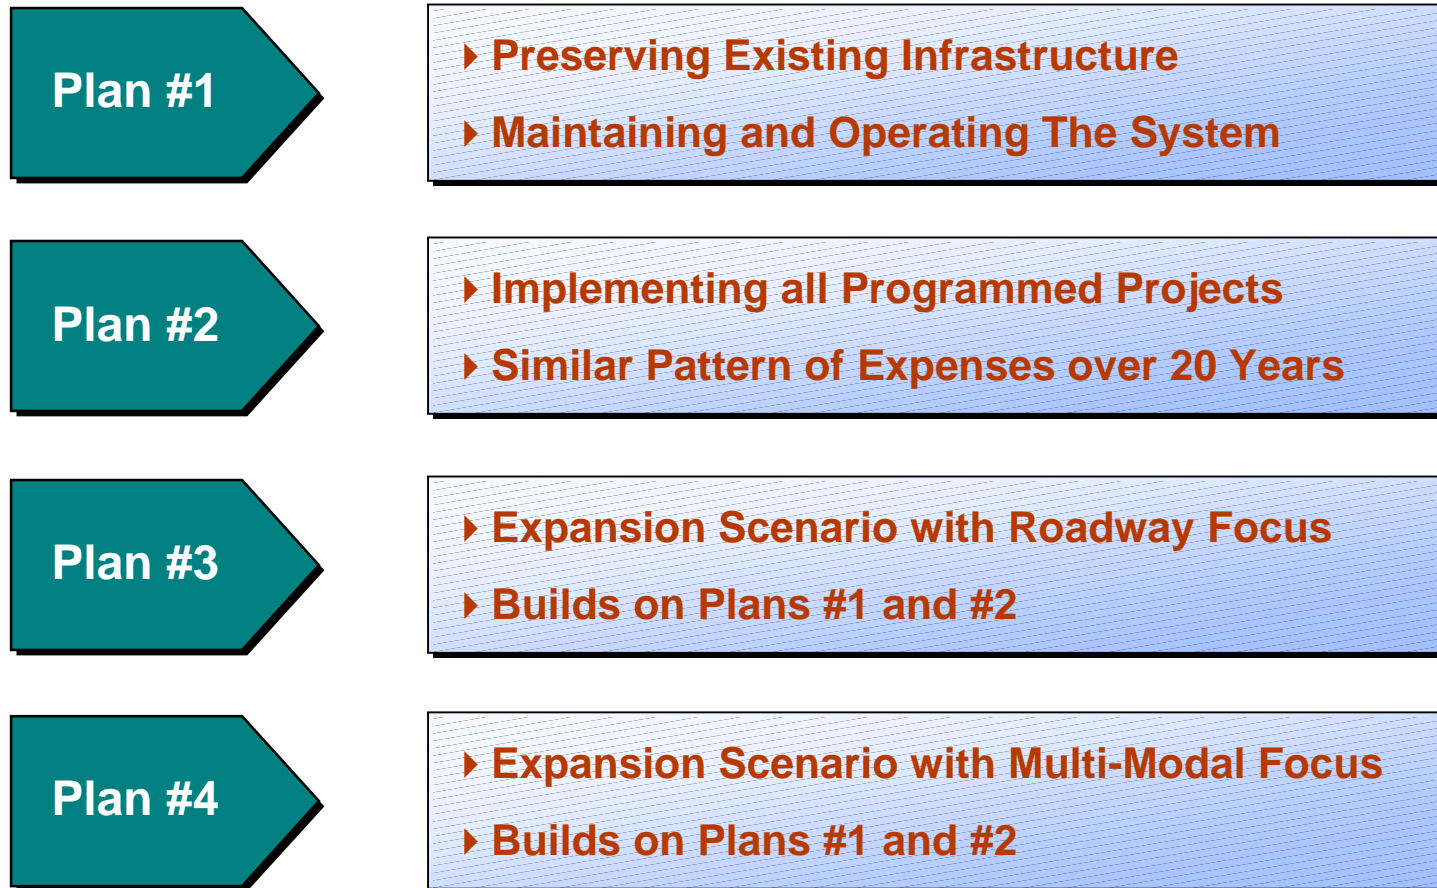 Plan #1
Preserving Existing Infrastructure
Maintaining and Operating The System
Plan #2
Implementing all Programmed Projects
Similar Pattern of Expenses over 20 Years
Plan #3
Expansion Scenario with Roadway Focus
Builds on Plans #1 and #2
Plan #4
Expansion Scenario with Multi-Modal Focus
Builds on Plans #1 and #2